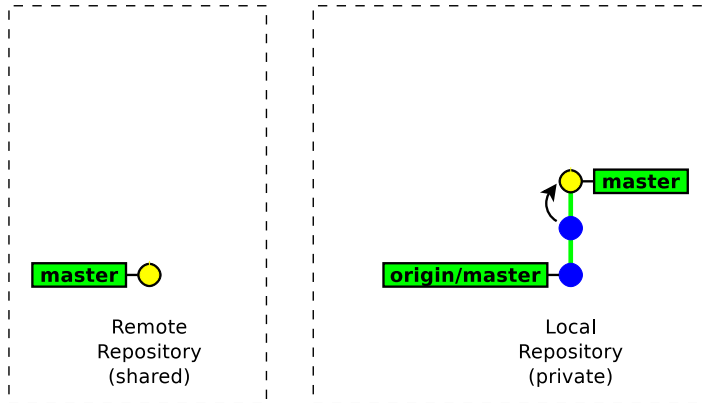 master
master
origin/master
Remote
Repository
(shared)
Local
Repository
(private)